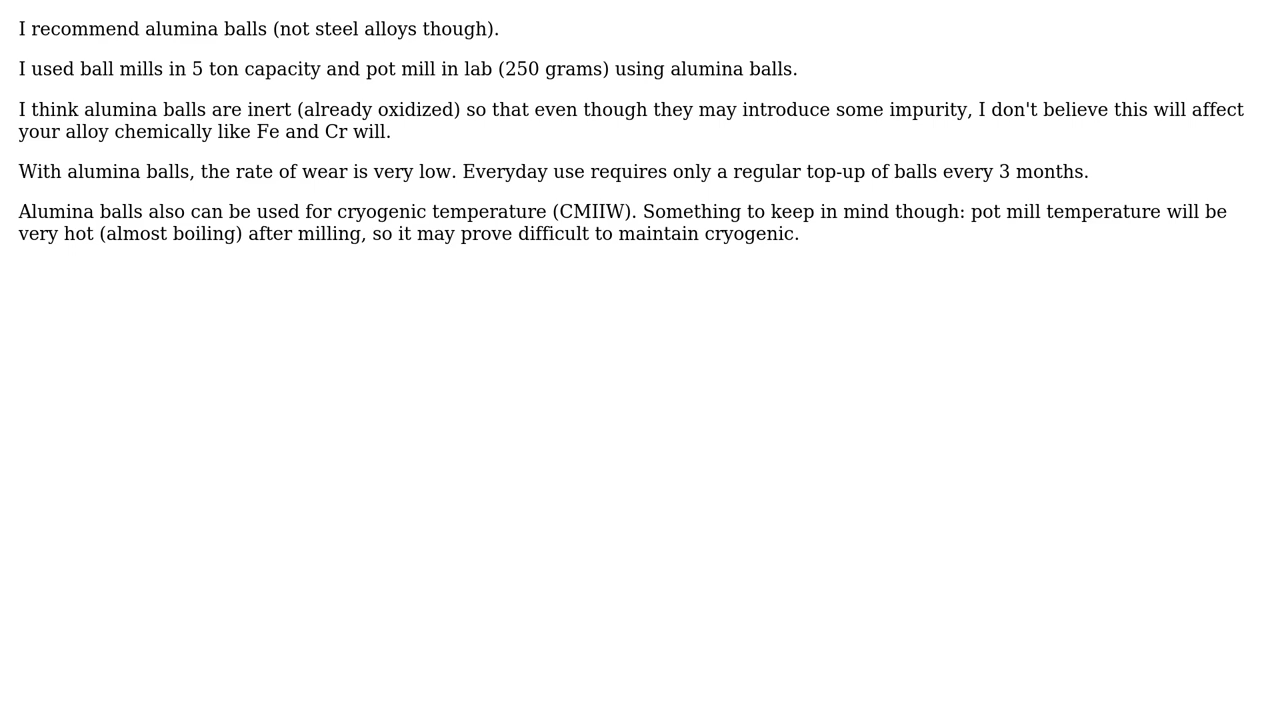 I recommend alumina balls (not steel alloys though).
I used ball mills in 5 ton capacity and pot mill in lab (250 grams) using alumina balls.
I think alumina balls are inert (already oxidized) so that even though they may introduce some impurity, I don't believe this will affect
your alloy chemically like Fe and Cr will.
With alumina balls, the rate of wear is very low. Everyday use requires only a regular top-up of balls every 3 months.
Alumina balls also can be used for cryogenic temperature (CMIIW). Something to keep in mind though: pot mill temperature will be
very hot (almost boiling) after milling, so it may prove difficult to maintain cryogenic.